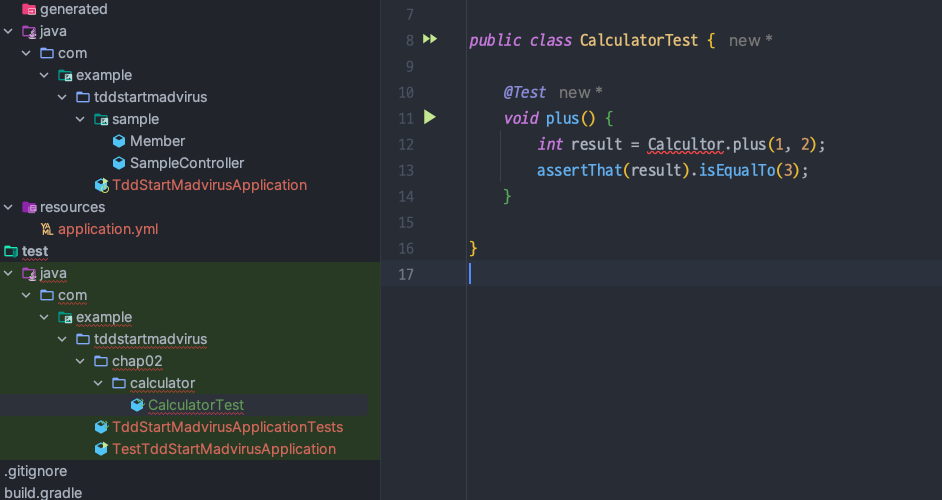 generated
java
com
example
tddstartmadvirus
sample
Member
SampleController
TddStartMadvirusApplication
resources
YAML application.yml
test
java
com
example
tddstartmadvirus
chap02
calculator
CalculatorTest
TddStartMadvirusApplicationTests
TestTddStartMadvirusApplication
.gitignore
build.gradle
7
8 public class CalculatorTest { new *
9
10 @Test new *
11 void plus() {
12 int result = Calcultor.plus(1, 2);
13 assertThat(result).isEqualTo(3);
14 }
15
16 }
17